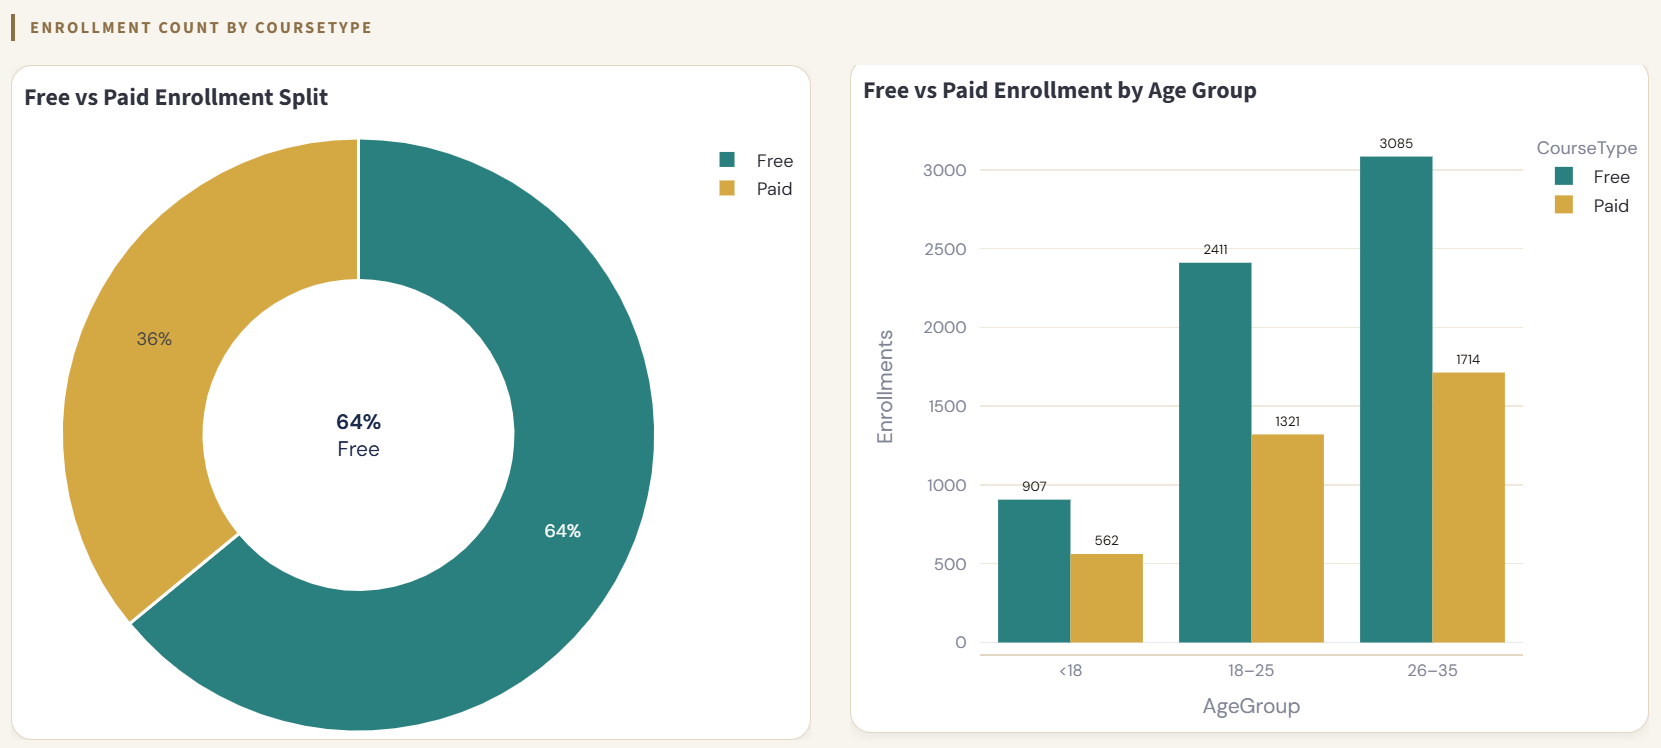 ENROLLMENT COUNT BY COURSETYPE
Free vs Paid Enrollment Split
Free
Paid
36%
64%
Free
64%
Free vs Paid Enrollment by Age Group
CourseType
Free
Paid
Enrollments
3000
2500
2000
1500
1000
500
0
907
562
2411
1321
3085
1714
<18
18–25
26–35
AgeGroup